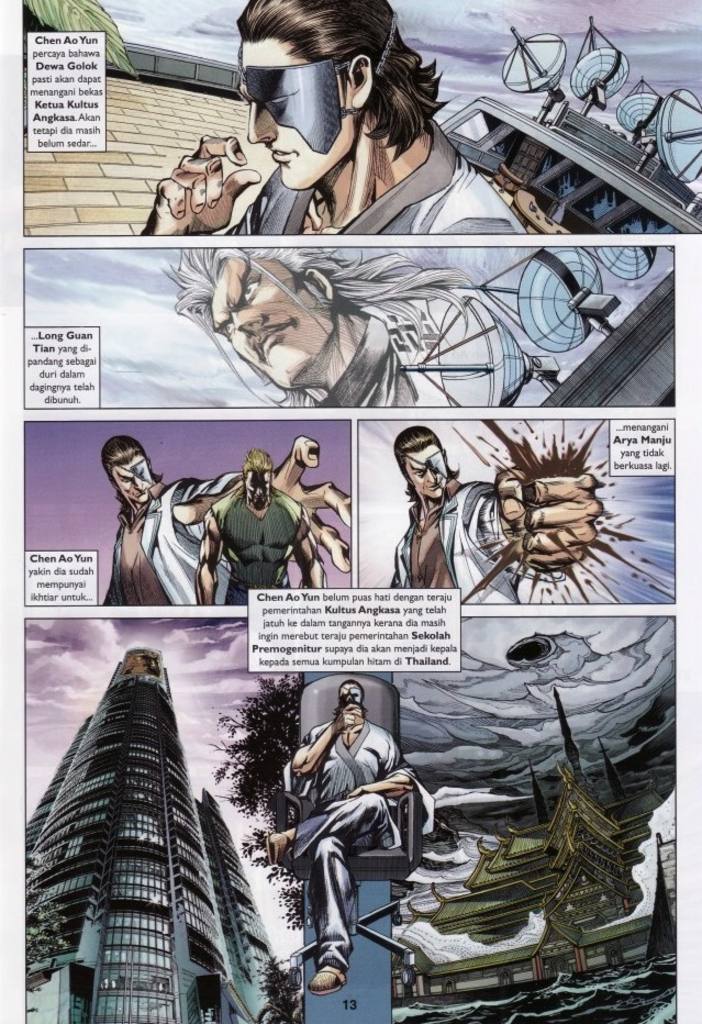 Chen Ao Yun
percaya bahawa
Dewa Golok
pasti akan dapat
menangani bekas
Ketua Kultus
Angkasa. Akan
tetapi dia masih
belum sedar...
...Long Guan
Tian yang di-
pandang sebagai
duri dalam
dagingnya telah
dibunuh.
Chen Ao Yun
yakin dia sudah
mempunyai
ikhtiar untuk...
...menangani
Arya Manju
yang tidak
berkuasa lagi.
Chen Ao Yun belum puas hati dengan teraju
pemerintahan Kultus Angkasa yang telah
jatuh ke dalam tangannya kerana dia masih
ingin merebut teraju pemerintahan Sekolah
Premogenitur supaya dia akan menjadi kepala
kepada semua kumpulan hitam di Thailand.
13